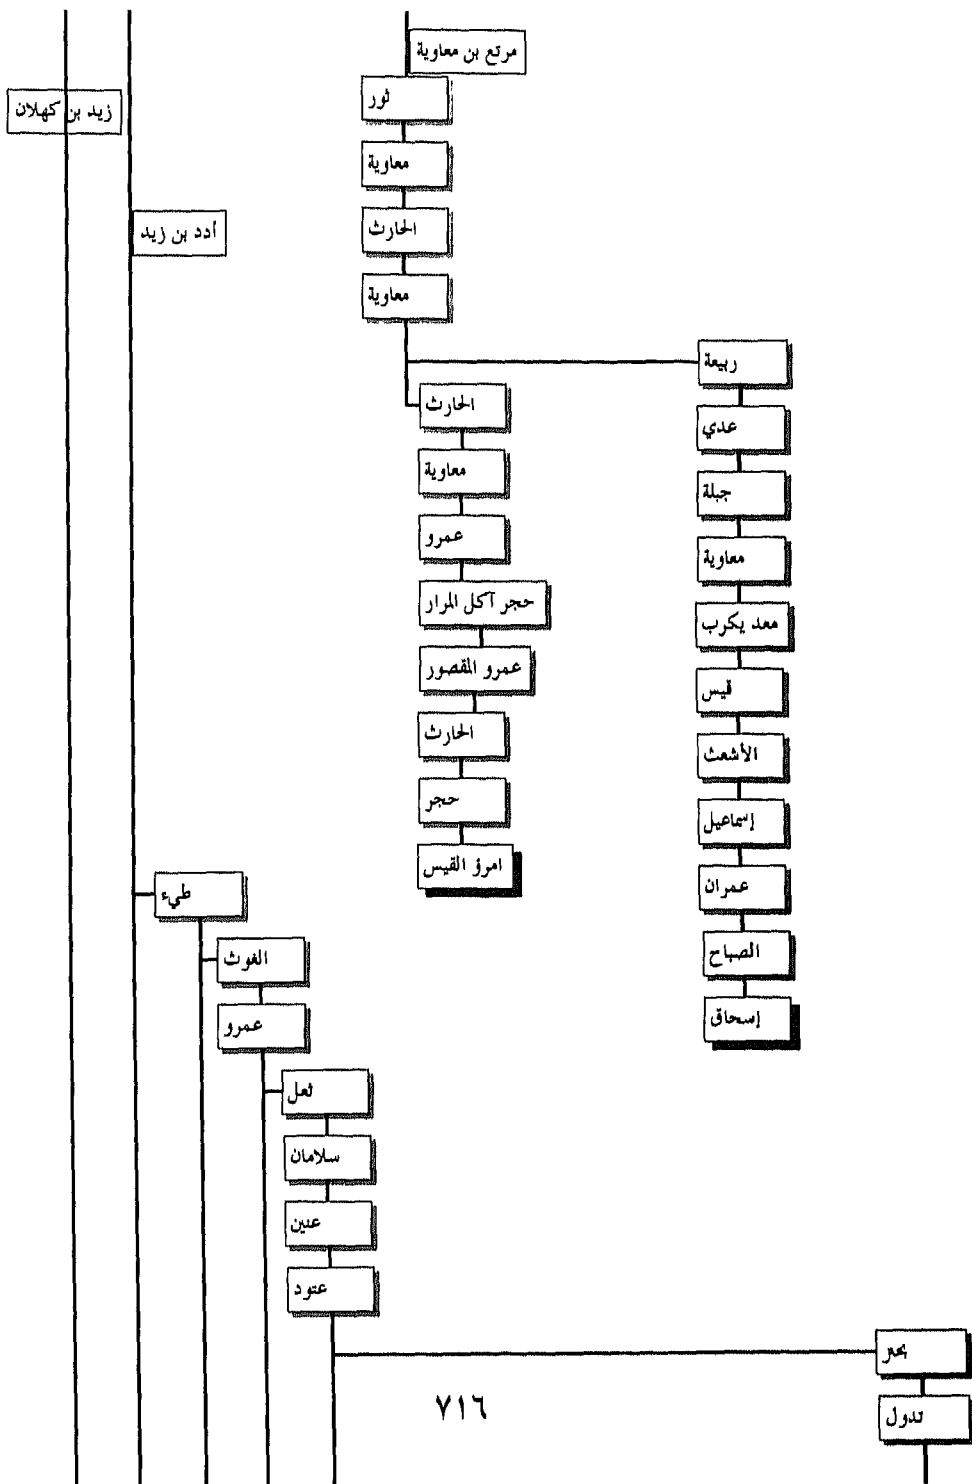 مرتع بن معاوية
ثور
زيد بن كهلان
معاوية
الحارث
أدد بن زيد
معاوية
ربيعة
الحارث
عدي
معاوية
جبلة
عمرو
معاوية
حجر آكل المرار
معد يكرب
عمرو المقصور
قيس
الحارث
الأشعث
حجر
إسماعيل
امرؤ القيس
عمران
طيء
الغوث
الصباح
عمرو
إسحاق
ثعل
سلامان
عنين
عتود
بحتر
تدول
٧١٦